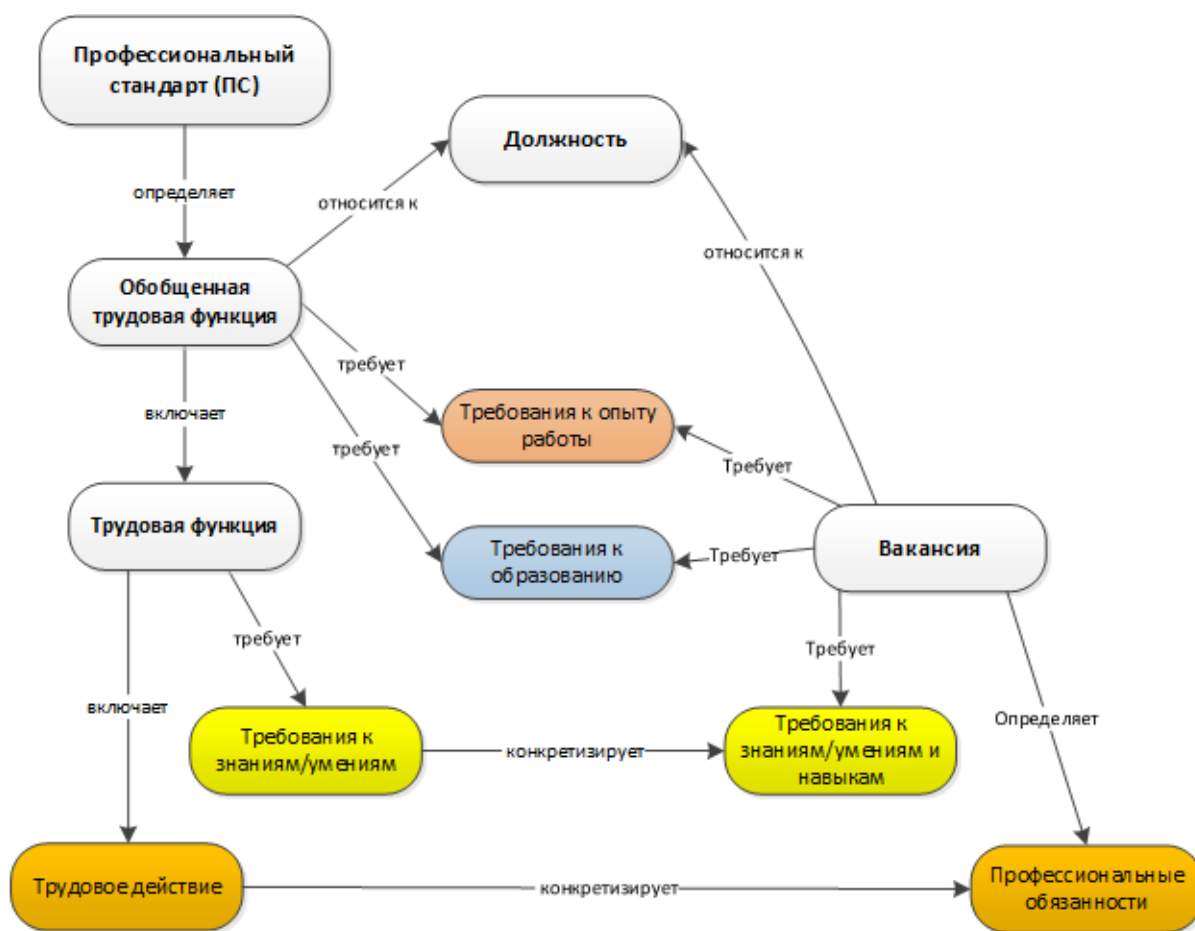 Профессиональный
стандарт (ПС)
Должность
определяет
относится к
относится к
Обобщенная
трудовая функция
требует
включает
Требования к опыту
работы
требует
Требует
Трудовая функция
Требования к
образованию
Требует
Вакансия
требует
Требует
включает
Определяет
Требования к
знаниям/умениям
конкретизирует
Требования к
знаниям/умениям и
навыкам
Трудовое действие
конкретизирует
Профессиональные
обязанности